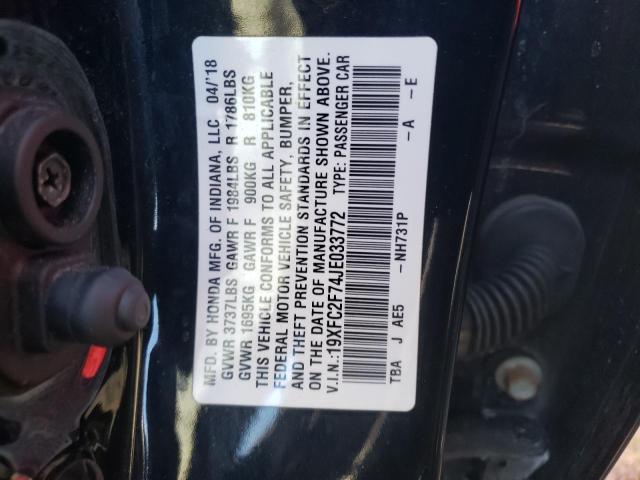 MFD. BY HONDA MFG. OF INDIANA, LLC 04/'18
GVWR 3737LBS GAWR F 1984LBS R 1786LBS
GVWR 1695KG GAWR F 900KG R 810KG
THIS VEHICLE CONFORMS TO ALL APPLICABLE
FEDERAL MOTOR VEHICLE SAFETY, BUMPER,
AND THEFT PREVENTION STANDARDS IN EFFECT
ON THE DATE OF MANUFACTURE SHOWN ABOVE.
V.I.N.:19XFC2F74JE033772 TYPE: PASSENGER CAR
-NH731P -A -E
TBA J AE5